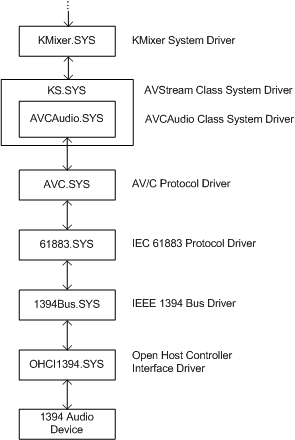 KMixer.SYS
KMixer System Driver
KS.SYS
AVStream Class System Driver
AVCAudio.SYS
AVCAudio Class System Driver
AVC.SYS
AV/C Protocol Driver
61883.SYS
IEC 61883 Protocol Driver
1394Bus.SYS
IEEE 1394 Bus Driver
OHCI1394.SYS
Open Host Controller
Interface Driver
1394 Audio
Device